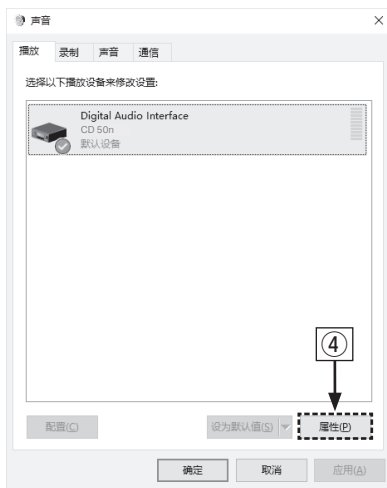 声音
播放 录制 声音 通信
选择以下播放设备来修改设置:
Digital Audio Interface
CD 50n
默认设备
④
配置(C) 设为默认值(S) 属性(P)
确定 取消 应用(A)